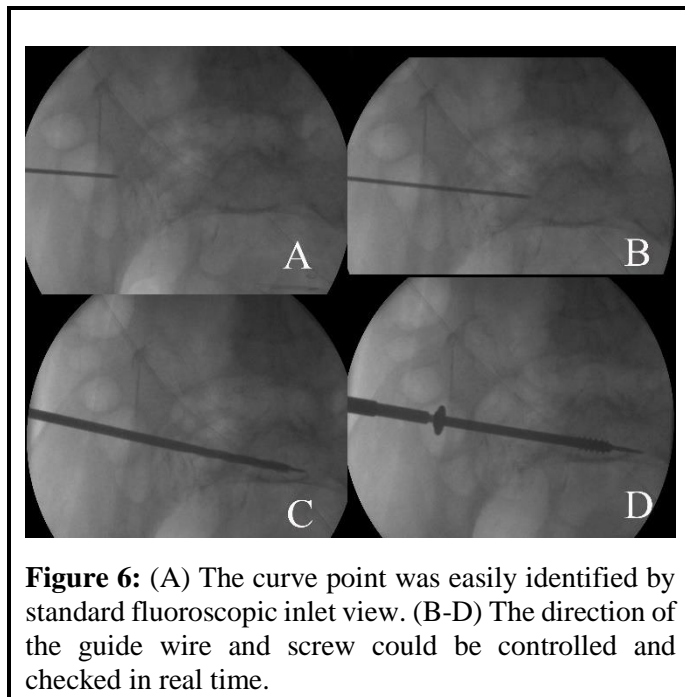 A
B
C
D
Figure 6: (A) The curve point was easily identified by
standard fluoroscopic inlet view. (B-D) The direction of
the guide wire and screw could be controlled and
checked in real time.